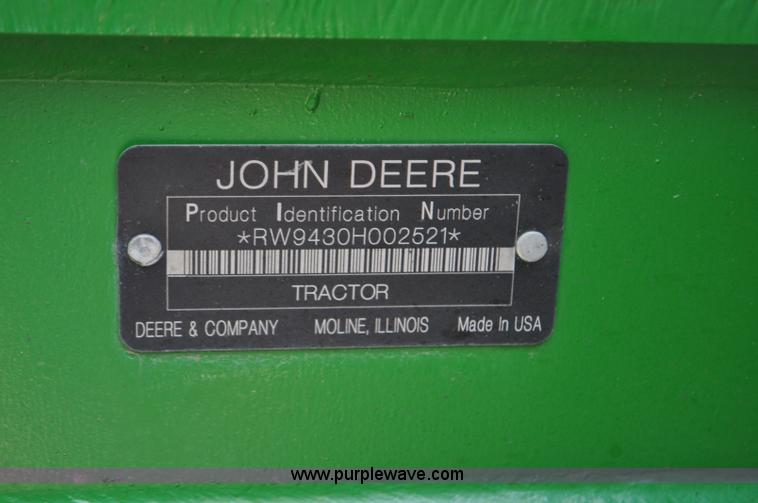 JOHN DEERE
Product Identification Number
*RW9430H002521*
TRACTOR
DEERE & COMPANY MOLINE, ILLINOIS Made In USA
www.purplewave.com